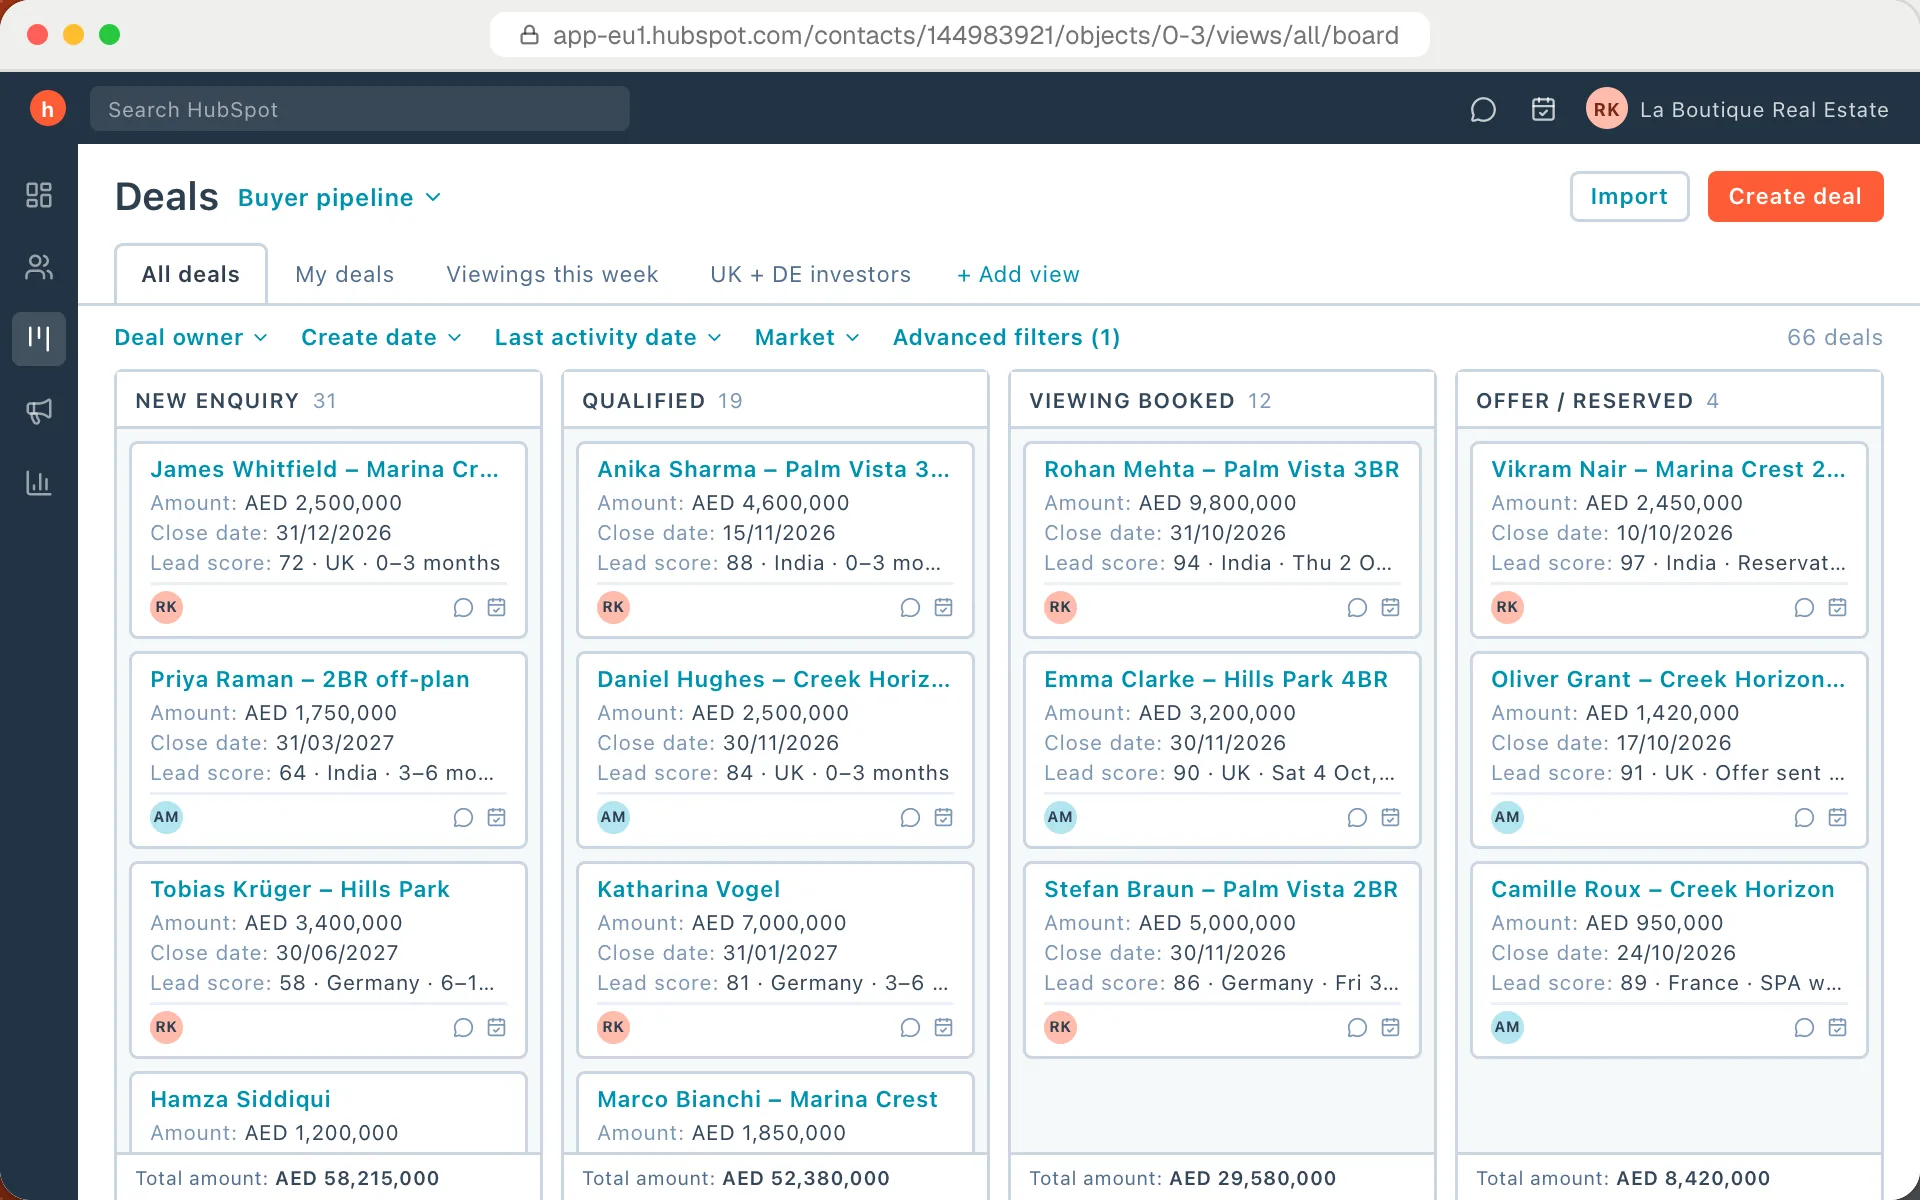 app-eu1.hubspot.com/contacts/144983921/objects/0-3/views/all/board
h
Search HubSpot
RK
La Boutique Real Estate
Deals
Buyer pipeline
Import
Create deal
All deals
My deals
Viewings this week
UK + DE investors
+ Add view
Deal owner
Create date
Last activity date
Market
Advanced filters (1)
66 deals
NEW ENQUIRY 31
James Whitfield – Marina Cr...
Amount: AED 2,500,000
Close date: 31/12/2026
Lead score: 72 · UK · 0–3 months
RK
Priya Raman – 2BR off-plan
Amount: AED 1,750,000
Close date: 31/03/2027
Lead score: 64 · India · 3–6 mo...
AM
Tobias Krüger – Hills Park
Amount: AED 3,400,000
Close date: 30/06/2027
Lead score: 58 · Germany · 6–1...
RK
Hamza Siddiqui
Amount: AED 1,200,000
Total amount: AED 58,215,000
QUALIFIED 19
Anika Sharma – Palm Vista 3...
Amount: AED 4,600,000
Close date: 15/11/2026
Lead score: 88 · India · 0–3 mo...
RK
Daniel Hughes – Creek Horiz...
Amount: AED 2,500,000
Close date: 30/11/2026
Lead score: 84 · UK · 0–3 months
AM
Katharina Vogel
Amount: AED 7,000,000
Close date: 31/01/2027
Lead score: 81 · Germany · 3–6 ...
RK
Marco Bianchi – Marina Crest
Amount: AED 1,850,000
Total amount: AED 52,380,000
VIEWING BOOKED 12
Rohan Mehta – Palm Vista 3BR
Amount: AED 9,800,000
Close date: 31/10/2026
Lead score: 94 · India · Thu 2 O...
RK
Emma Clarke – Hills Park 4BR
Amount: AED 3,200,000
Close date: 30/11/2026
Lead score: 90 · UK · Sat 4 Oct,...
AM
Stefan Braun – Palm Vista 2BR
Amount: AED 5,000,000
Close date: 30/11/2026
Lead score: 86 · Germany · Fri 3...
RK
Total amount: AED 29,580,000
OFFER / RESERVED 4
Vikram Nair – Marina Crest 2...
Amount: AED 2,450,000
Close date: 10/10/2026
Lead score: 97 · India · Reservat...
RK
Oliver Grant – Creek Horizon...
Amount: AED 1,420,000
Close date: 17/10/2026
Lead score: 91 · UK · Offer sent ...
AM
Camille Roux – Creek Horizon
Amount: AED 950,000
Close date: 24/10/2026
Lead score: 89 · France · SPA w...
AM
Total amount: AED 8,420,000